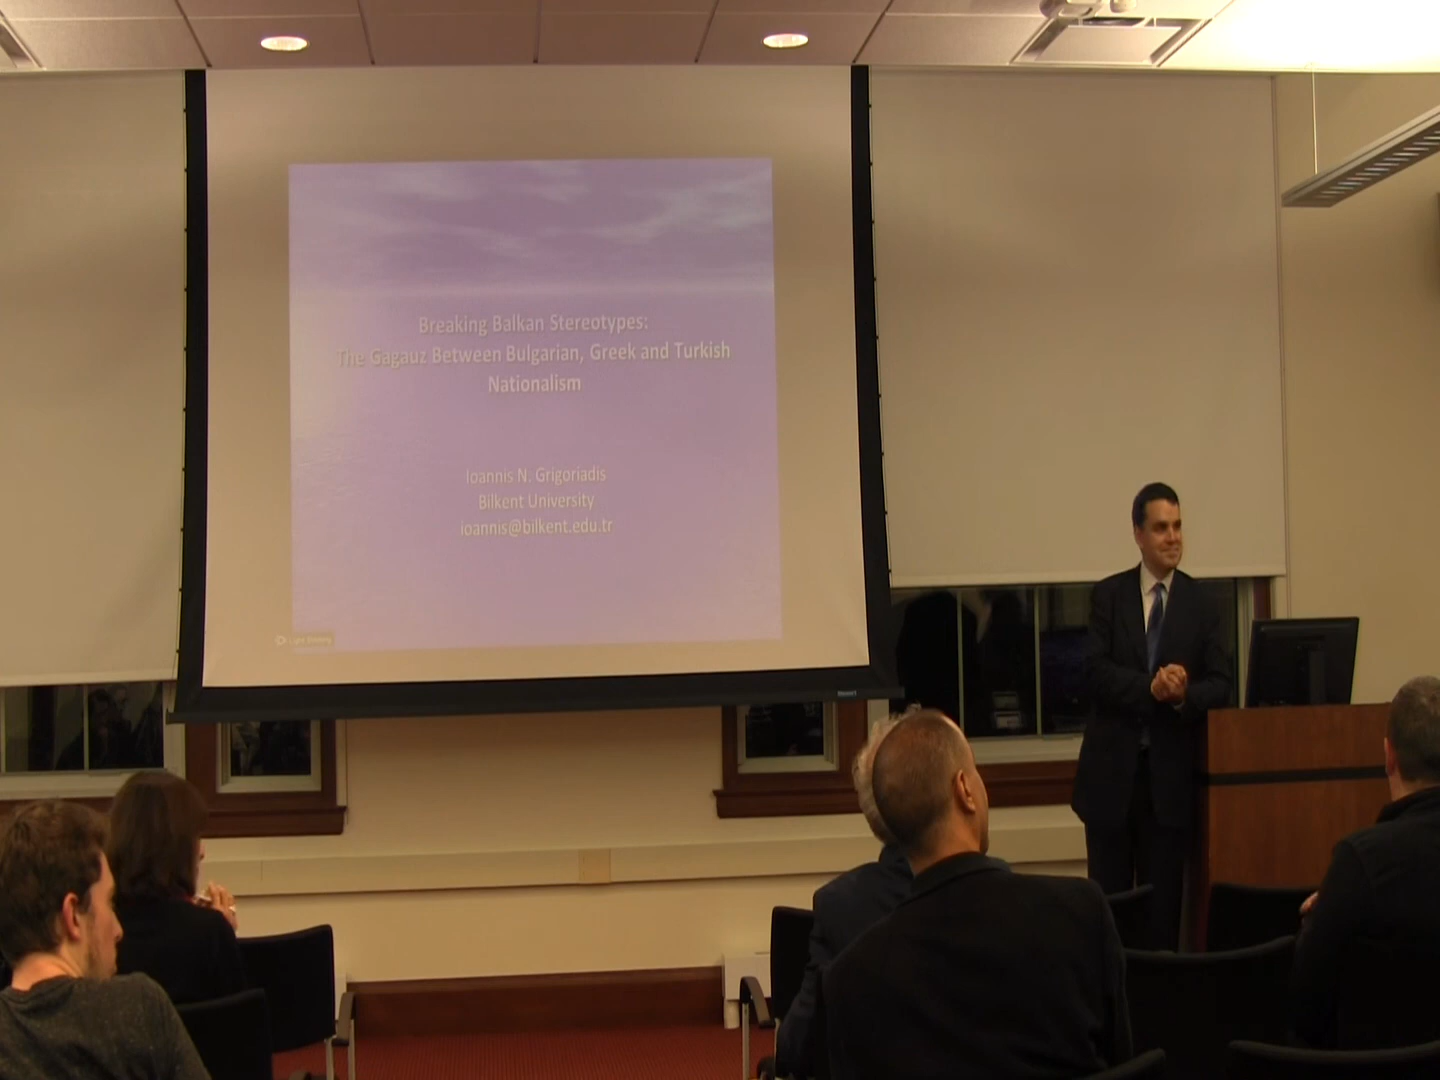 Breaking Balkan Stereotypes:
The Gagauz Between Bulgarian, Greek and Turkish
Nationalism
Ioannis N. Grigoriadis
Bilkent University
ioannis@bilkent.edu.tr